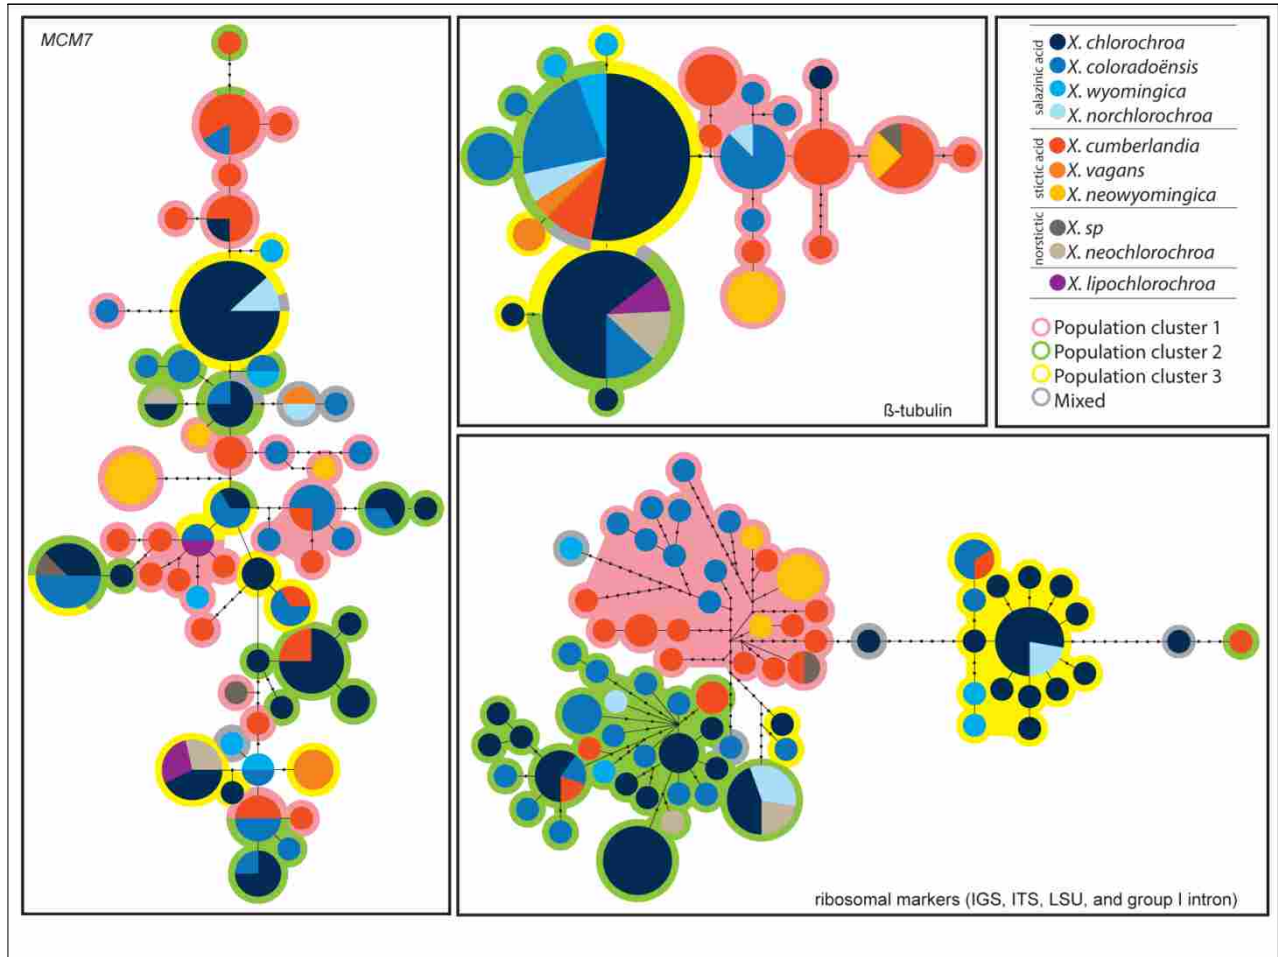 MCM7
ß-tubulin
ribosomal markers (IGS, ITS, LSU, and group I intron)
salazinic acid
X. chlorochroa
X. coloradoënsis
X. wyomingica
X. norchlorochroa
stictic acid
X. cumberlandia
X. vagans
X. neowyomingica
norstictic
X. sp
X. neochlorochroa
X. lipochlorochroa
Population cluster 1
Population cluster 2
Population cluster 3
Mixed